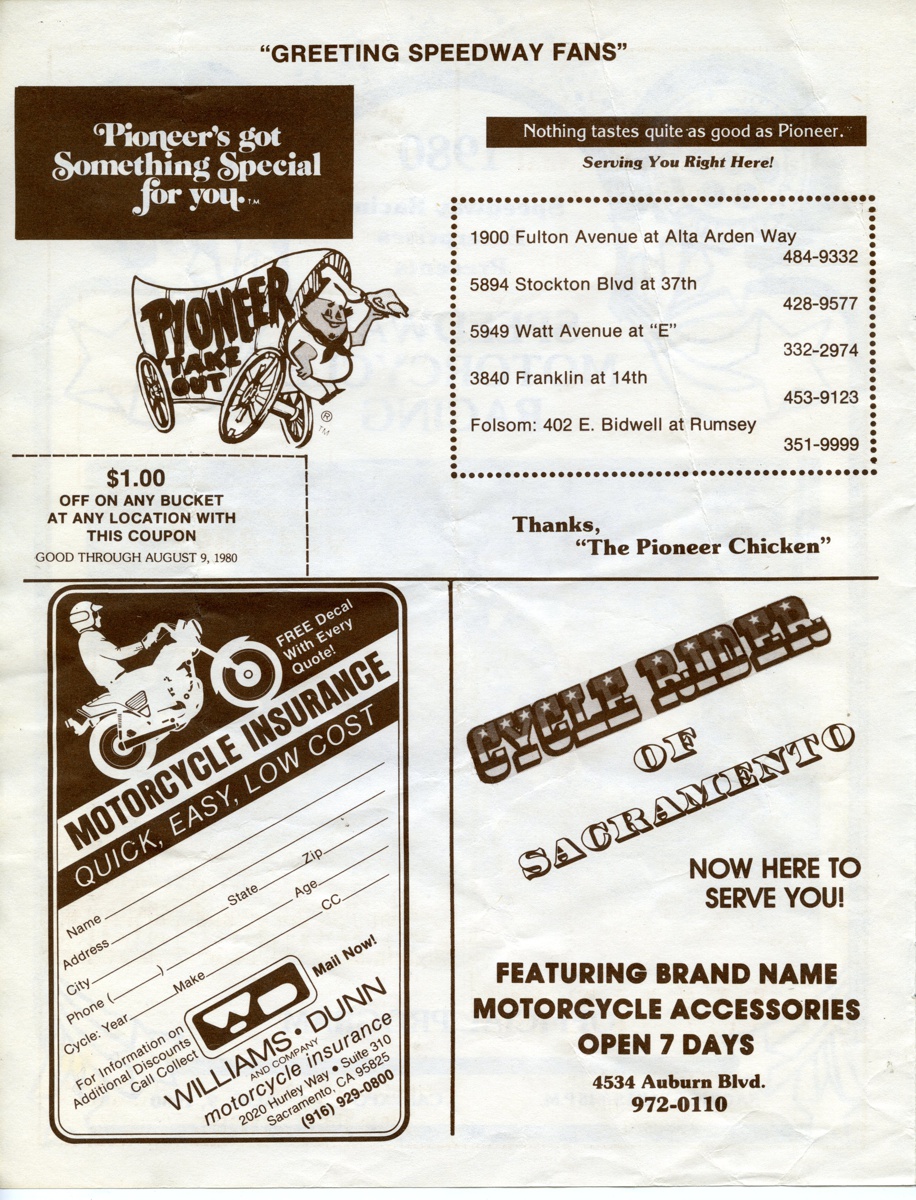 "GREETING SPEEDWAY FANS"
Pioneer's got
Something Special
for you.™
PIONEER
TAKE
OUT
®
TM
Nothing tastes quite as good as Pioneer.
Serving You Right Here!
1900 Fulton Avenue at Alta Arden Way
484-9332
5894 Stockton Blvd at 37th
428-9577
5949 Watt Avenue at "E"
332-2974
3840 Franklin at 14th
453-9123
Folsom: 402 E. Bidwell at Rumsey
351-9999
$1.00
OFF ON ANY BUCKET
AT ANY LOCATION WITH
THIS COUPON
GOOD THROUGH AUGUST 9, 1980
Thanks,
"The Pioneer Chicken"
FREE Decal
With Every
Quote!
MOTORCYCLE INSURANCE
QUICK, EASY, LOW COST
Name
Address
City State Zip
Phone ( ) Age
Cycle: Year Make CC
For Information on
Additional Discounts
Call Collect
Mail Now!
WD
WILLIAMS • DUNN
AND COMPANY
motorcycle insurance
2020 Hurley Way • Suite 310
Sacramento, CA 95825
(916) 929-0800
CYCLE RIDER
OF
SACRAMENTO
NOW HERE TO
SERVE YOU!
FEATURING BRAND NAME
MOTORCYCLE ACCESSORIES
OPEN 7 DAYS
4534 Auburn Blvd.
972-0110